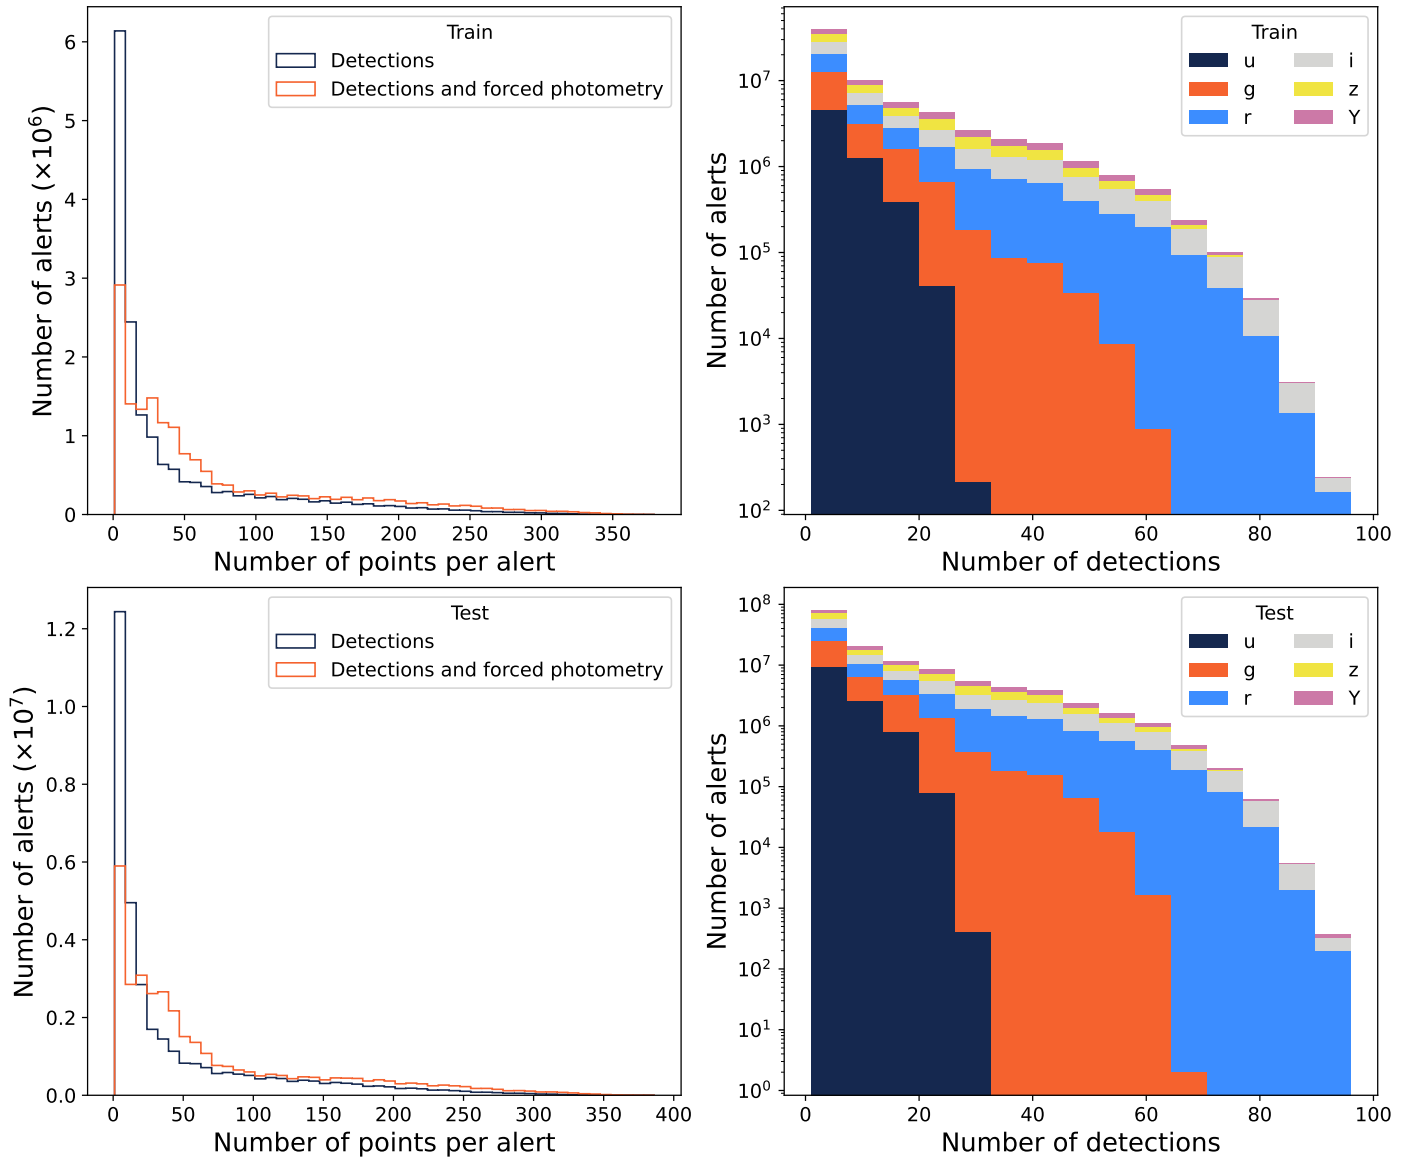 Train
Detections
Detections and forced photometry
Number of alerts (×10⁶)
6
5
4
3
2
1
0
0 50 100 150 200 250 300 350
Number of points per alert
Train
u i
g z
r Y
Number of alerts
10⁷
10⁶
10⁵
10⁴
10³
10²
0 20 40 60 80 100
Number of detections
Test
Detections
Detections and forced photometry
Number of alerts (×10⁷)
1.2
1.0
0.8
0.6
0.4
0.2
0.0
0 50 100 150 200 250 300 350 400
Number of points per alert
Test
u i
g z
r Y
Number of alerts
10⁸
10⁷
10⁶
10⁵
10⁴
10³
10²
10¹
10⁰
0 20 40 60 80 100
Number of detections